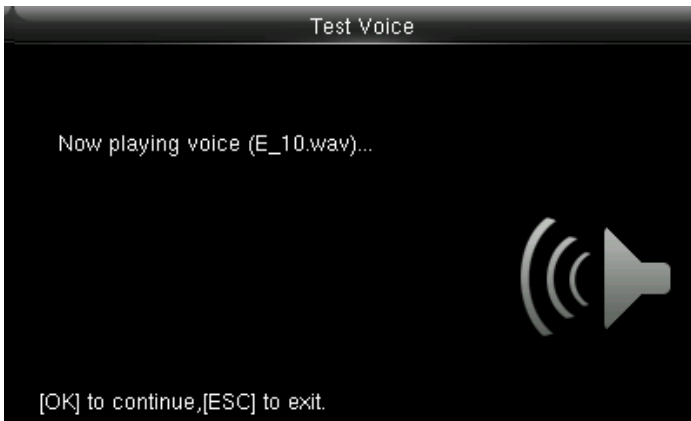 Test Voice
Now playing voice (E_10.wav)...
[OK] to continue,[ESC] to exit.